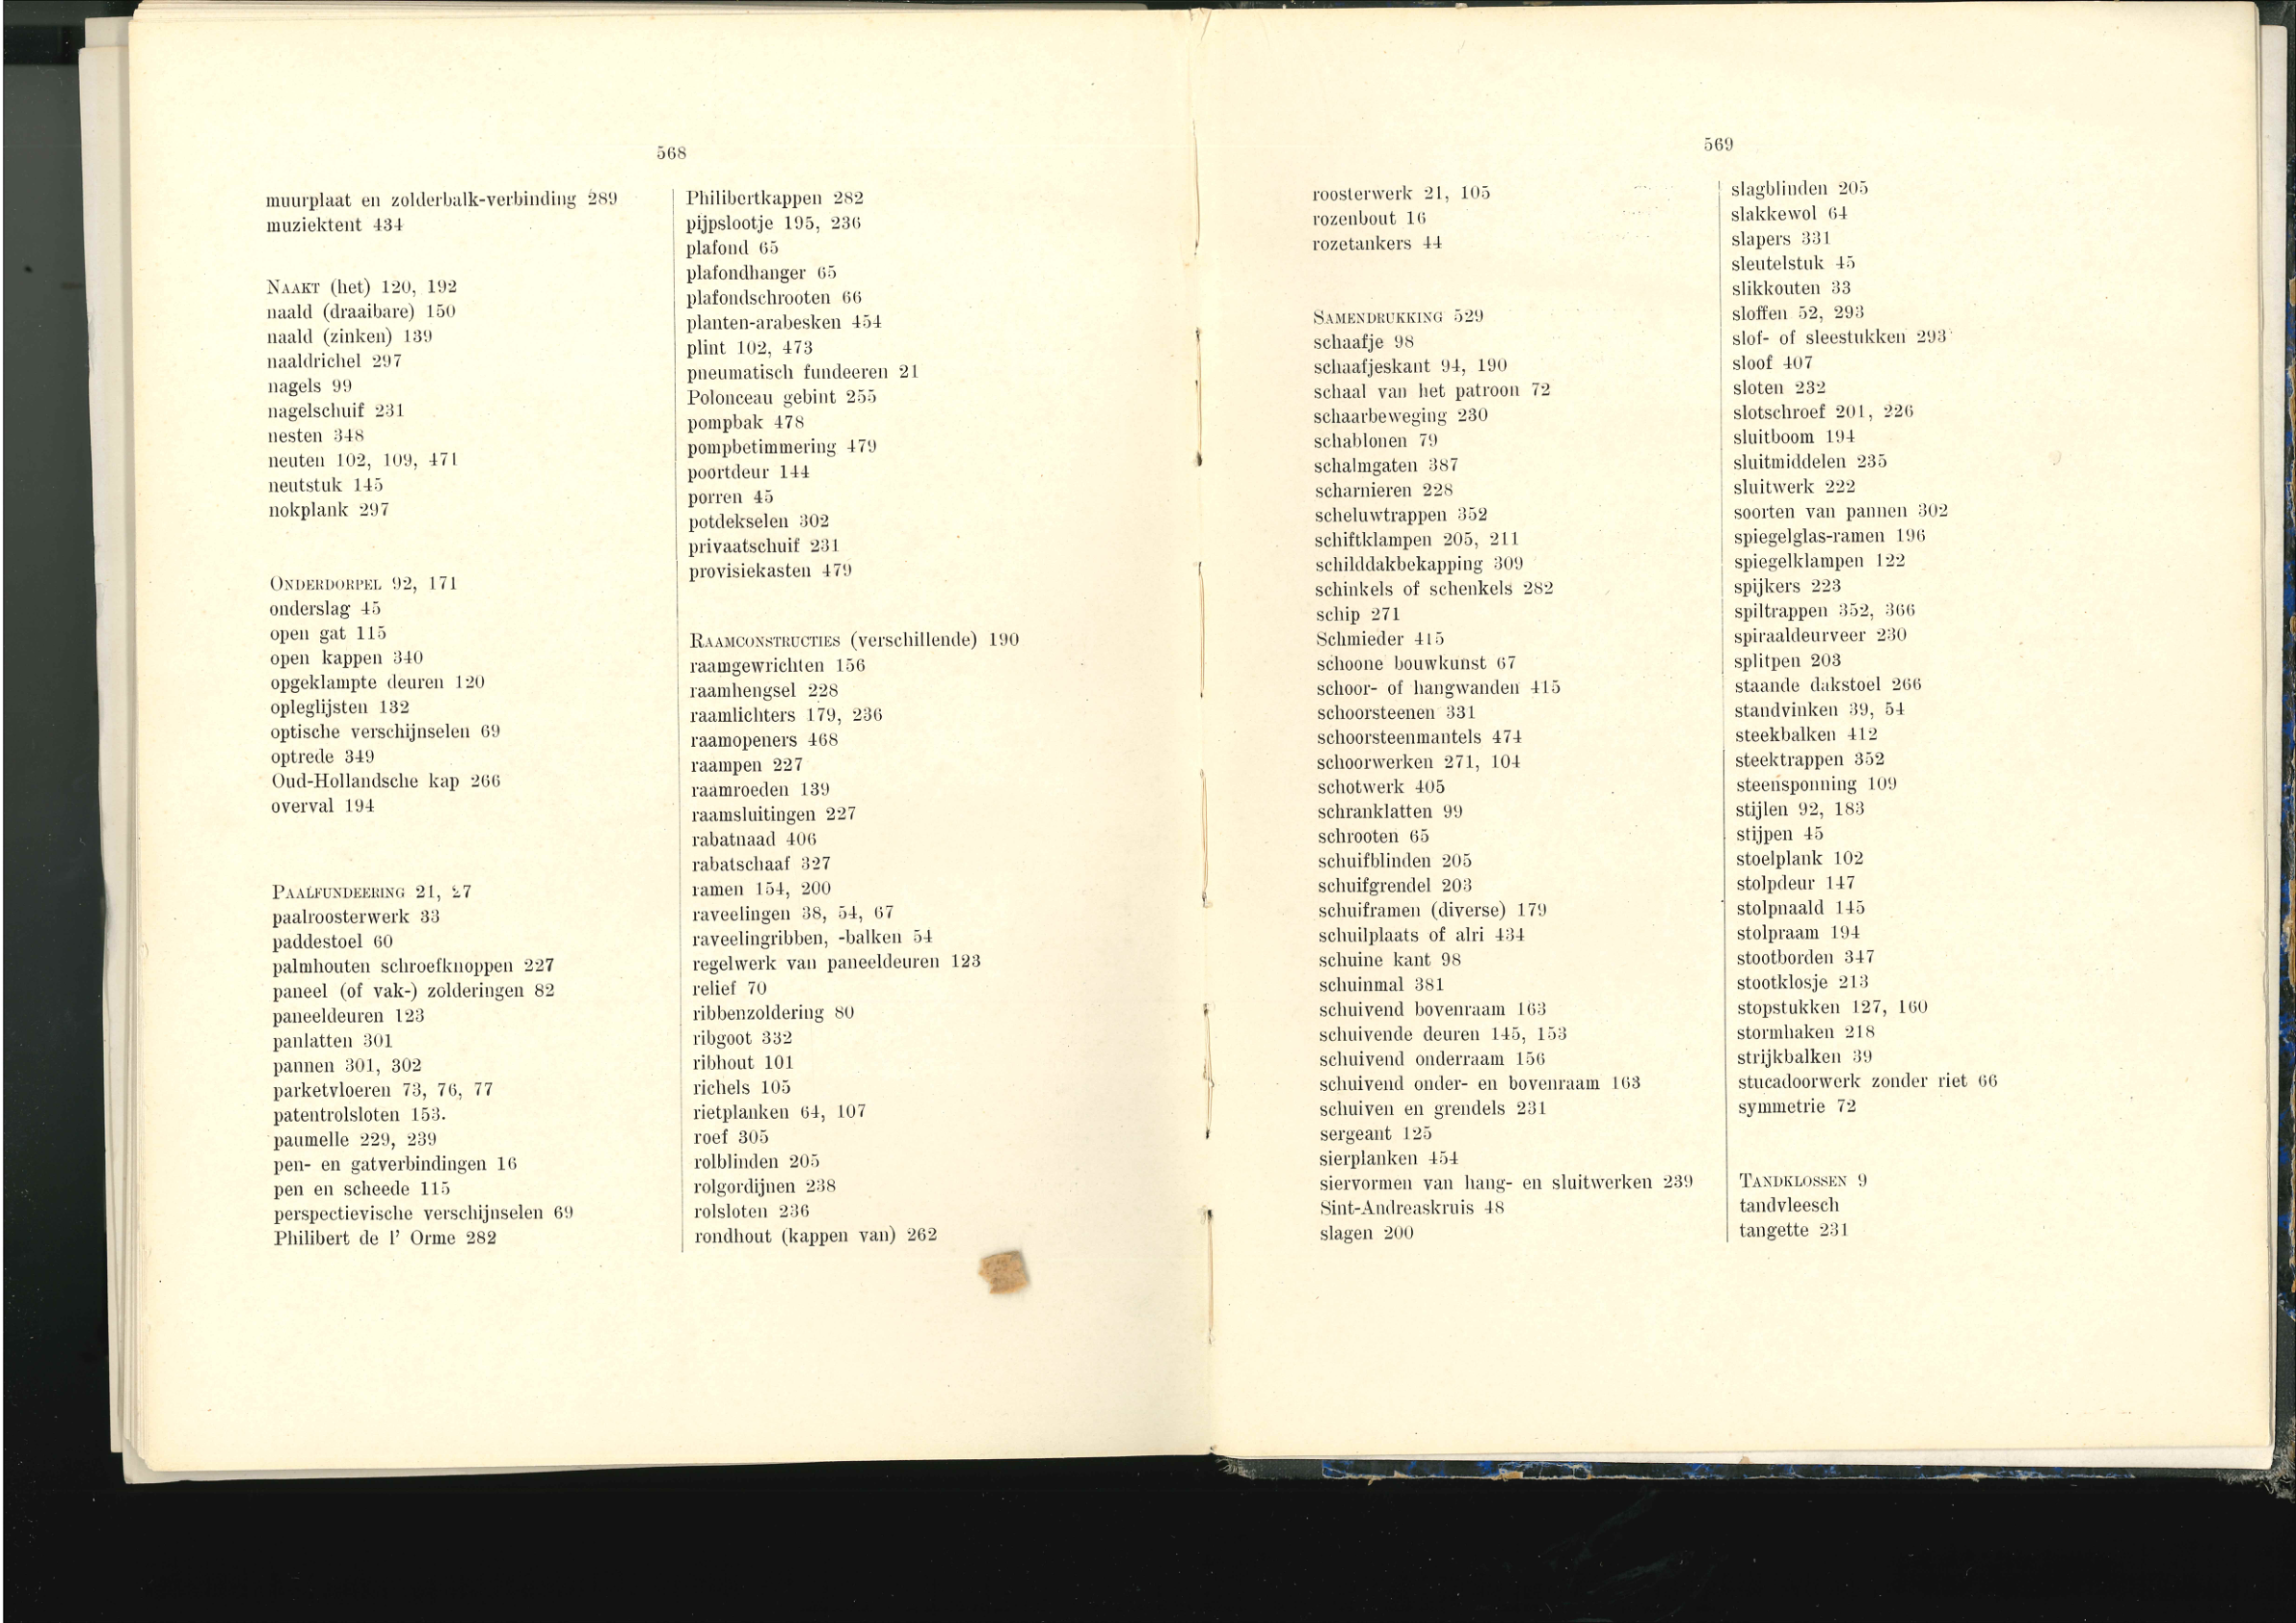 568
muurplaat en zolderbalk-verbinding 289
muziektent 434
NAAKT (het) 120, 192
naald (draaibare) 150
naald (zinken) 139
naaldrichel 297
nagels 99
nagelschuif 231
nesten 348
neuten 102, 109, 471
neutstuk 145
nokplank 297
ONDERDORPEL 92, 171
onderslag 45
open gat 115
open kappen 340
opgeklampte deuren 120
opleglijsten 132
optische verschijnselen 69
optrede 349
Oud-Hollandsche kap 266
overval 194
PAALFUNDEERING 21, 27
paalroosterwerk 33
paddestoel 60
palmhouten schroefknoppen 227
paneel (of vak-) zolderingen 82
paneeldeuren 123
panlatten 301
pannen 301, 302
parketvloeren 73, 76, 77
patentrolsloten 153.
paumelle 229, 239
pen- en gatverbindingen 16
pen en scheede 115
perspectievische verschijnselen 69
Philibert de l' Orme 282
Philibertkappen 282
pijpslootje 195, 236
plafond 65
plafondhanger 65
plafondschrooten 66
planten-arabesken 454
plint 102, 473
pneumatisch fundeeren 21
Polonceau gebint 255
pompbak 478
pompbetimmering 479
poortdeur 144
porren 45
potdekselen 302
privaatschuif 231
provisiekasten 479
RAAMCONSTRUCTIES (verschillende) 190
raamgewrichten 156
raamhengsel 228
raamlichters 179, 236
raamopeners 468
raampen 227
raamroeden 139
raamsluitingen 227
rabatnaad 406
rabatschaaf 327
ramen 154, 200
raveelingen 38, 54, 67
raveelingribben, -balken 54
regelwerk van paneeldeuren 123
relief 70
ribbenzoldering 80
ribgoot 332
ribhout 101
richels 105
rietplanken 64, 107
roef 305
rolblinden 205
rolgordijnen 238
rolsloten 236
rondhout (kappen van) 262
569
roosterwerk 21, 105
rozenbout 16
rozetankers 44
SAMENDRUKKING 529
schaafje 98
schaafjeskant 94, 190
schaal van het patroon 72
schaarbeweging 230
schablonen 79
schalmgaten 387
scharnieren 228
scheluwtrappen 352
schiftklampen 205, 211
schilddakbekapping 309
schinkels of schenkels 282
schip 271
Schmieder 415
schoone bouwkunst 67
schoor- of hangwanden 415
schoorsteenen 331
schoorsteenmantels 474
schoorwerken 271, 104
schotwerk 405
schranklatten 99
schrooten 65
schuifblinden 205
schuifgrendel 203
schuiframen (diverse) 179
schuilplaats of alri 434
schuine kant 98
schuinmal 381
schuivend bovenraam 163
schuivende deuren 145, 153
schuivend onderraam 156
schuivend onder- en bovenraam 163
schuiven en grendels 231
sergeant 125
sierplanken 454
siervormen van hang- en sluitwerken 239
Sint-Andreaskruis 48
slagen 200
slagblinden 205
slakkewol 64
slapers 331
sleutelstuk 45
slikkouten 33
sloffen 52, 293
slof- of sleestukken 293
sloof 407
sloten 232
slotschroef 201, 226
sluitboom 194
sluitmiddelen 235
sluitwerk 222
soorten van pannen 302
spiegelglas-ramen 196
spiegelklampen 122
spijkers 223
spiltrappen 352, 366
spiraaldeurveer 230
splitpen 203
staande dakstoel 266
standvinken 39, 54
steekbalken 412
steektrappen 352
steensponning 109
stijlen 92, 183
stijpen 45
stoelplank 102
stolpdeur 147
stolpnaald 145
stolpraam 194
stootborden 347
stootklosje 213
stopstukken 127, 160
stormhaken 218
strijkbalken 39
stucadoorwerk zonder riet 66
symmetrie 72
TANDKLOSSEN 9
tandvleesch
tangette 231